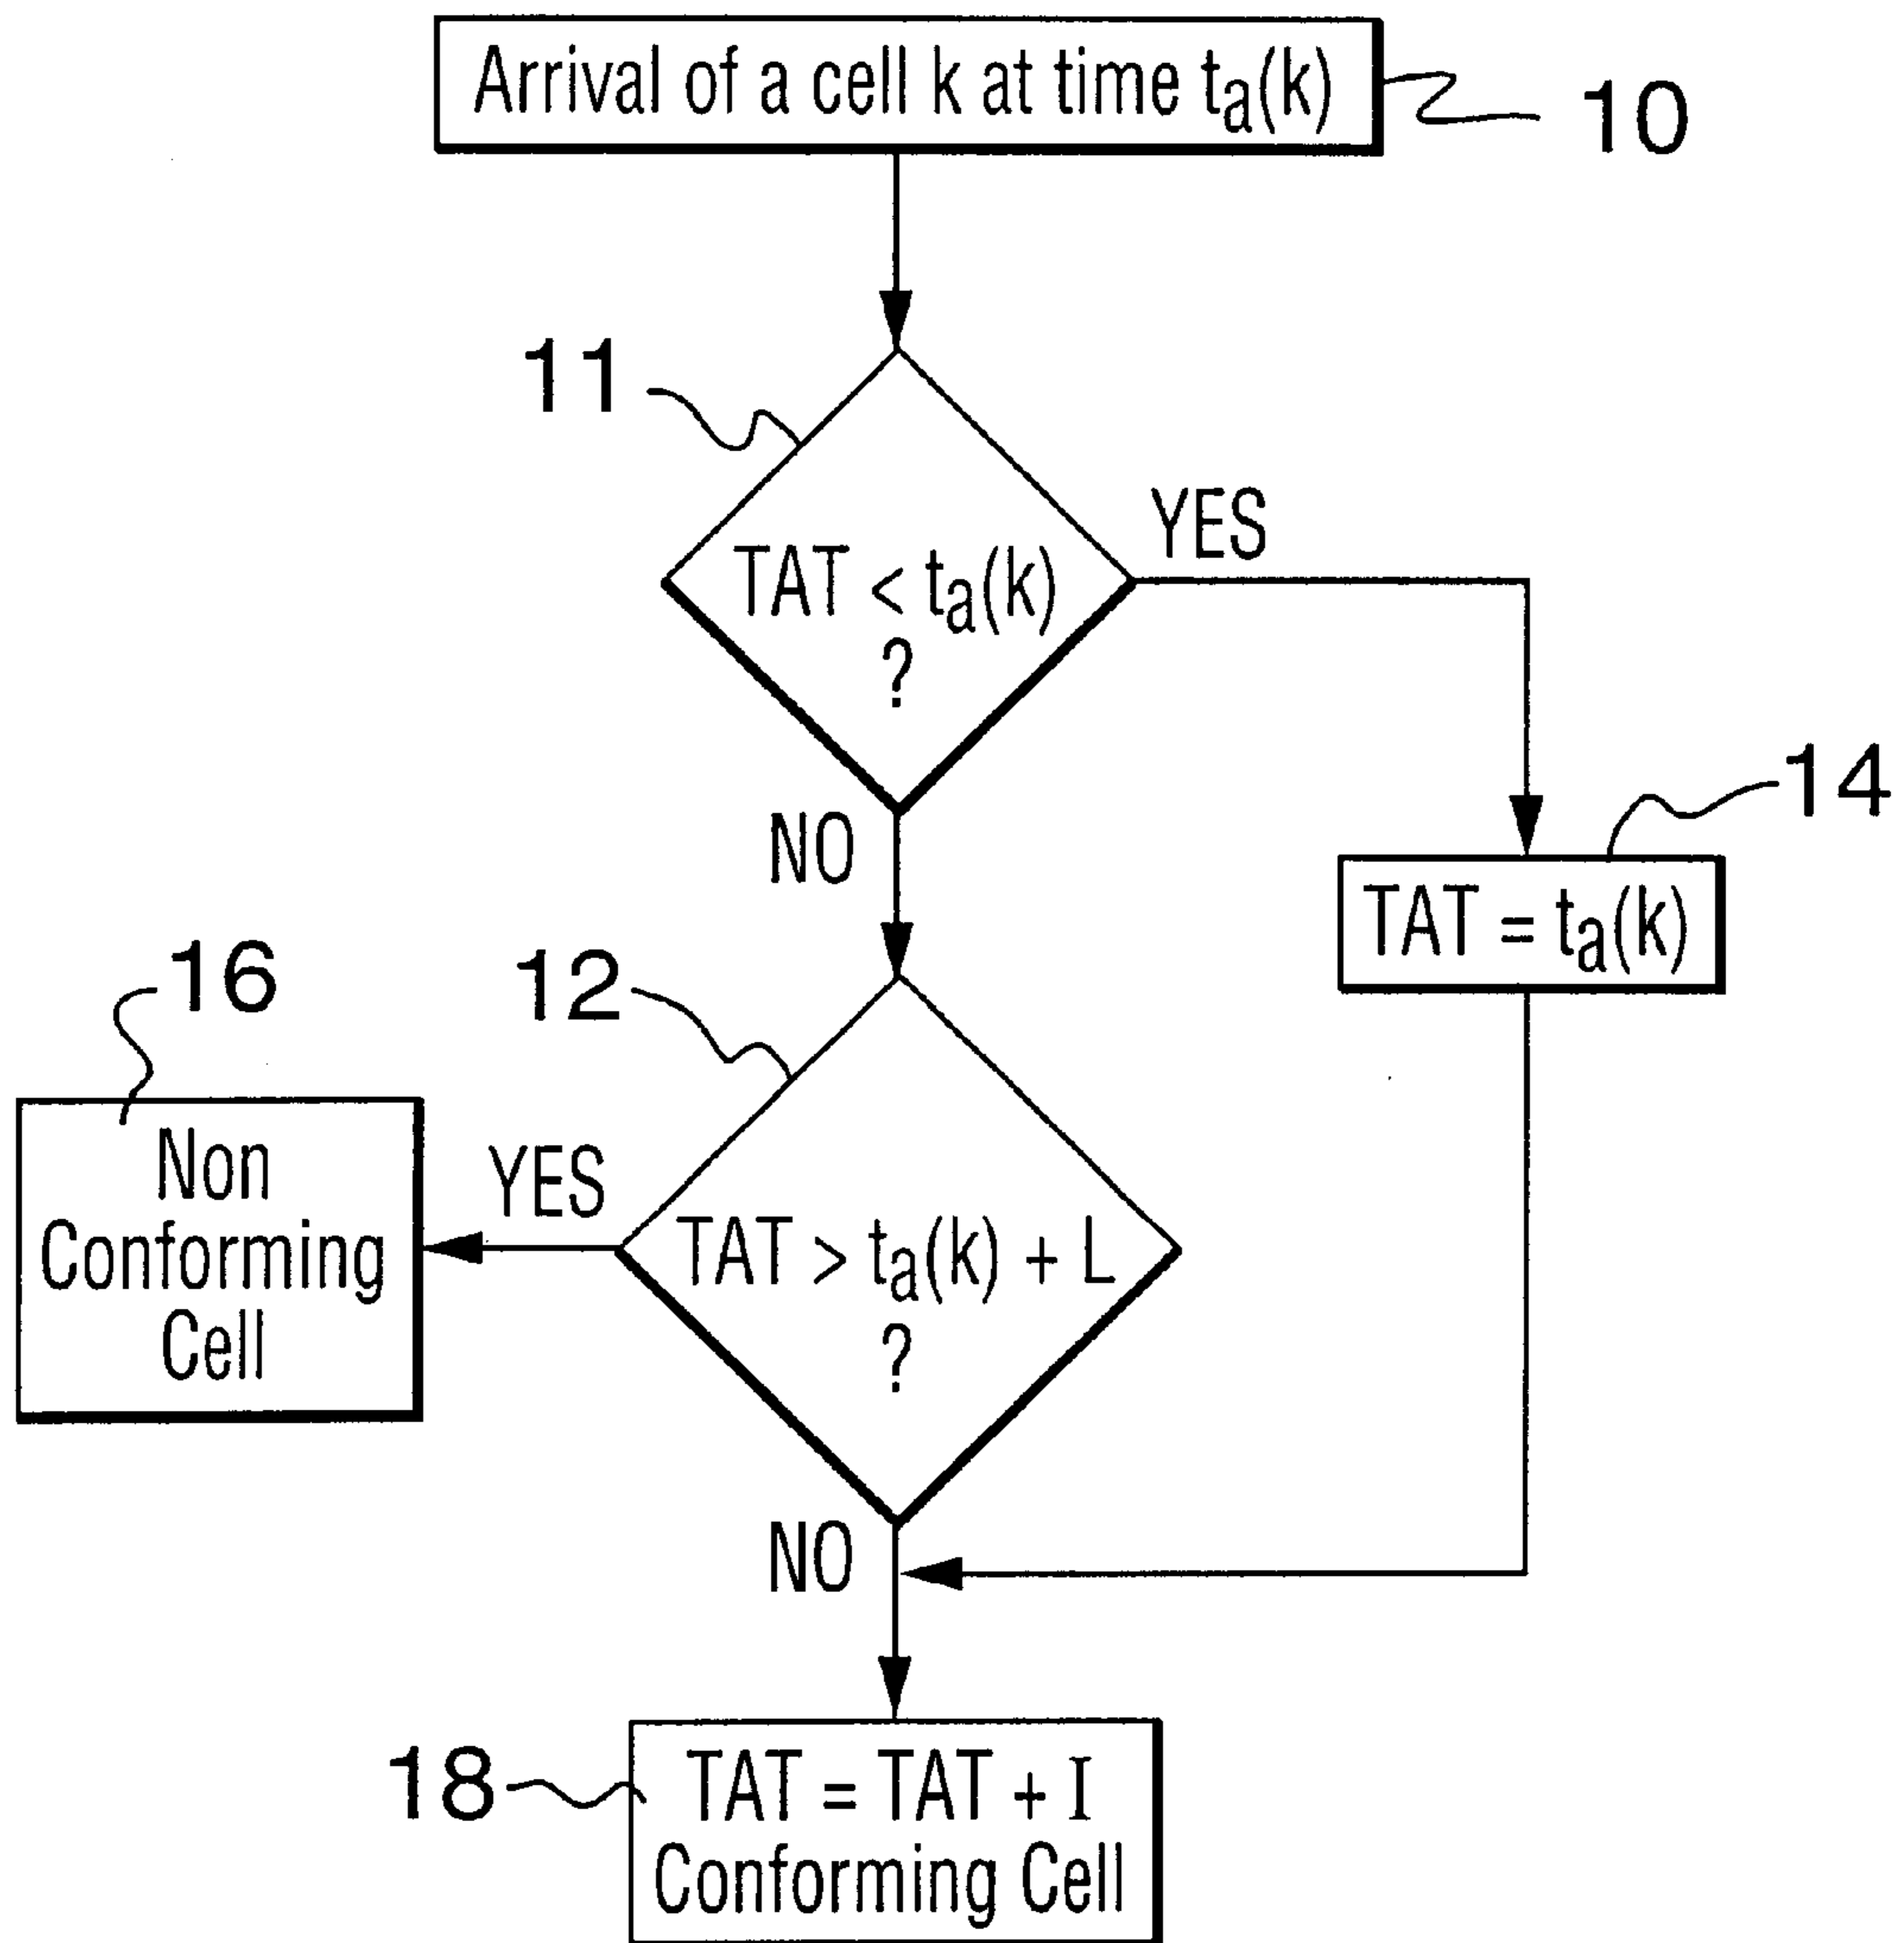 Arrival of a cell k at time ta(k)
10
11
YES
TAT < ta(k)
?
14
NO
TAT = ta(k)
16
12
Non
Conforming
Cell
YES
TAT > ta(k) + L
?
NO
18
TAT = TAT + I
Conforming Cell